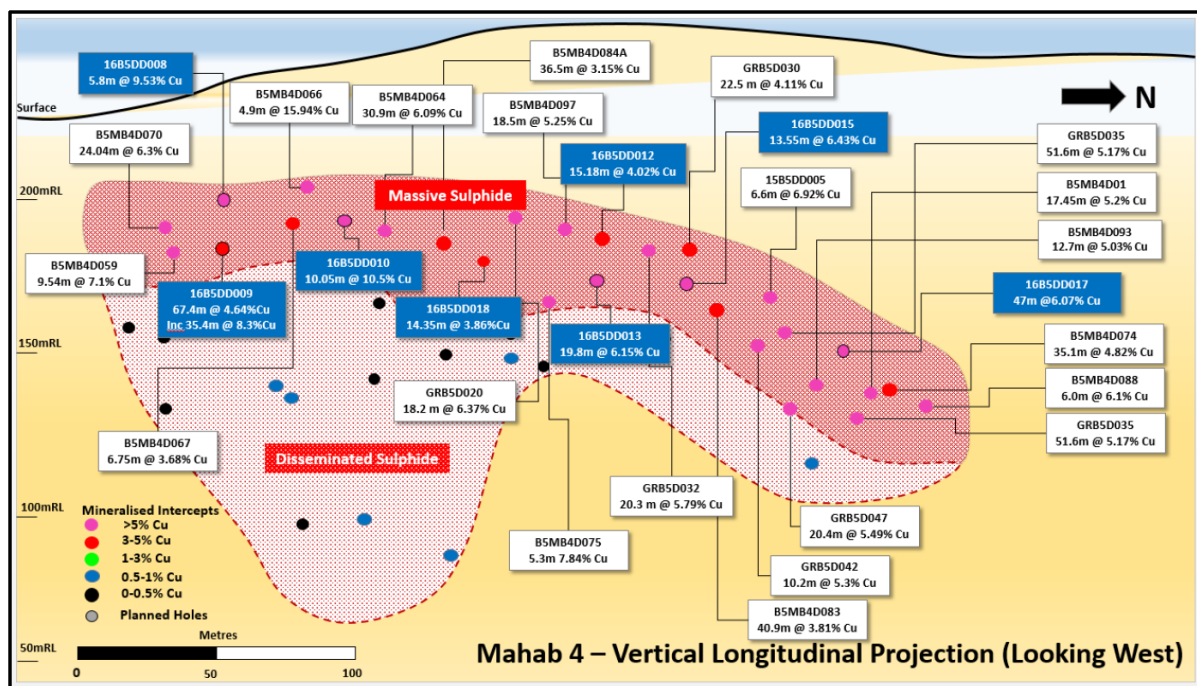 B5MB4D084A
36.5m @ 3.15% Cu
16B5DD008
5.8m @ 9.53% Cu
GRB5D030
22.5 m @ 4.11% Cu
B5MB4D066
4.9m @ 15.94% Cu
B5MB4D064
30.9m @ 6.09% Cu
B5MB4D097
18.5m @ 5.25% Cu
N
Surface
16B5DD015
13.55m @ 6.43% Cu
B5MB4D070
24.04m @ 6.3% Cu
GRB5D035
51.6m @ 5.17% Cu
16B5DD012
15.18m @ 4.02% Cu
15B5DD005
6.6m @ 6.92% Cu
B5MB4D01
17.45m @ 5.2% Cu
200mRL
Massive Sulphide
B5MB4D093
12.7m @ 5.03% Cu
B5MB4D059
9.54m @ 7.1% Cu
16B5DD010
10.05m @ 10.5% Cu
16B5DD009
67.4m @ 4.64% Cu
Inc 35.4m @ 8.3%Cu
16B5DD018
14.35m @ 3.86%Cu
16B5DD013
19.8m @ 6.15% Cu
16B5DD017
47m @6.07% Cu
150mRL
B5MB4D074
35.1m @ 4.82% Cu
GRB5D020
18.2 m @ 6.37% Cu
B5MB4D088
6.0m @ 6.1% Cu
B5MB4D067
6.75m @ 3.68% Cu
GRB5D035
51.6m @ 5.17% Cu
Disseminated Sulphide
GRB5D032
20.3 m @ 5.79% Cu
100mRL
Mineralised Intercepts
>5% Cu
3-5% Cu
1-3% Cu
0.5-1% Cu
0-0.5% Cu
Planned Holes
GRB5D047
20.4m @ 5.49% Cu
B5MB4D075
5.3m 7.84% Cu
GRB5D042
10.2m @ 5.3% Cu
B5MB4D083
40.9m @ 3.81% Cu
Metres
50mRL
0
50
100
Mahab 4 – Vertical Longitudinal Projection (Looking West)